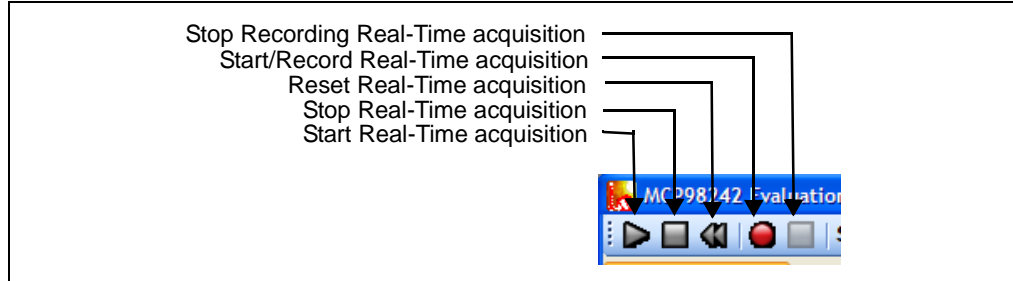 Stop Recording Real-Time acquisition
Start/Record Real-Time acquisition
Reset Real-Time acquisition
Stop Real-Time acquisition
Start Real-Time acquisition
MCP98242 Evaluation